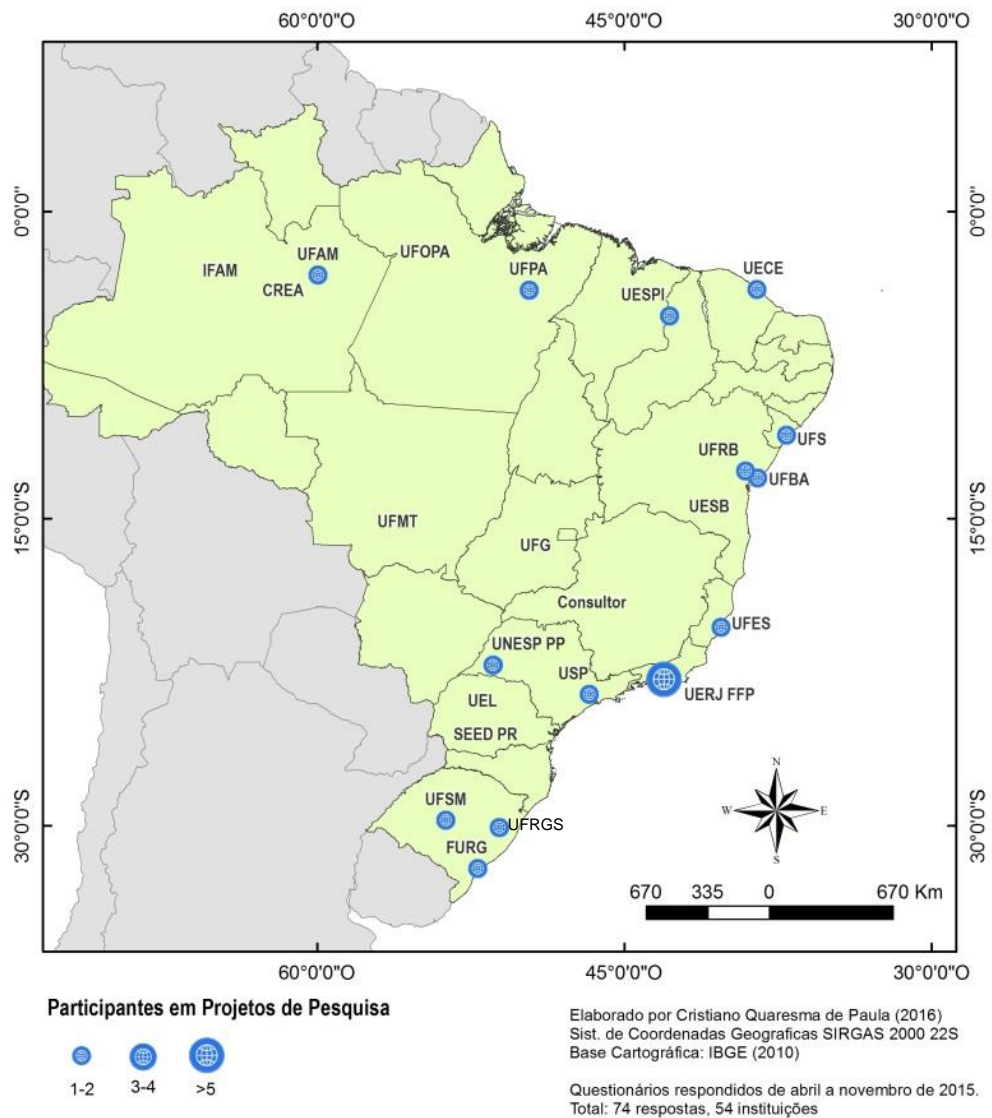 60°0'0"O 45°0'0"O 30°0'0"O
0°0'0" 0°0'0"
UFAM UFOPA
IFAM UFPA UECE
CREA UESPI
UFS
UFRB
UFBA
UESB
15°0'0"S 15°0'0"S
UFMT
UFG
Consultor
UFES
UNESP PP
USP
UERJ FFP
UEL
SEED PR
N
W E
S
UFSM
UFRGS
FURG
30°0'0"S 30°0'0"S
670 335 0 670 Km
60°0'0"O 45°0'0"O 30°0'0"O
Participantes em Projetos de Pesquisa
1-2 3-4 >5
Elaborado por Cristiano Quaresma de Paula (2016)
Sist. de Coordenadas Geograficas SIRGAS 2000 22S
Base Cartográfica: IBGE (2010)
Questionários respondidos de abril a novembro de 2015.
Total: 74 respostas, 54 instituições